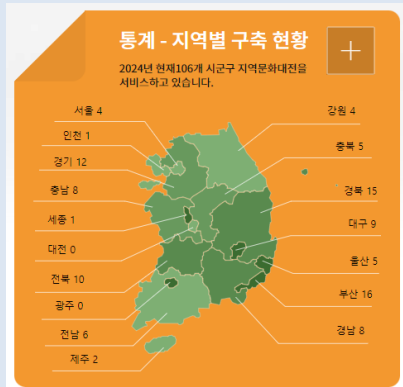 통계 - 지역별 구축 현황
2024년 현재106개 시군구 지역문화대전을
서비스하고 있습니다.
서울 4
인천 1
경기 12
충남 8
세종 1
대전 0
전북 10
광주 0
전남 6
제주 2
강원 4
충북 5
경북 15
대구 9
울산 5
부산 16
경남 8